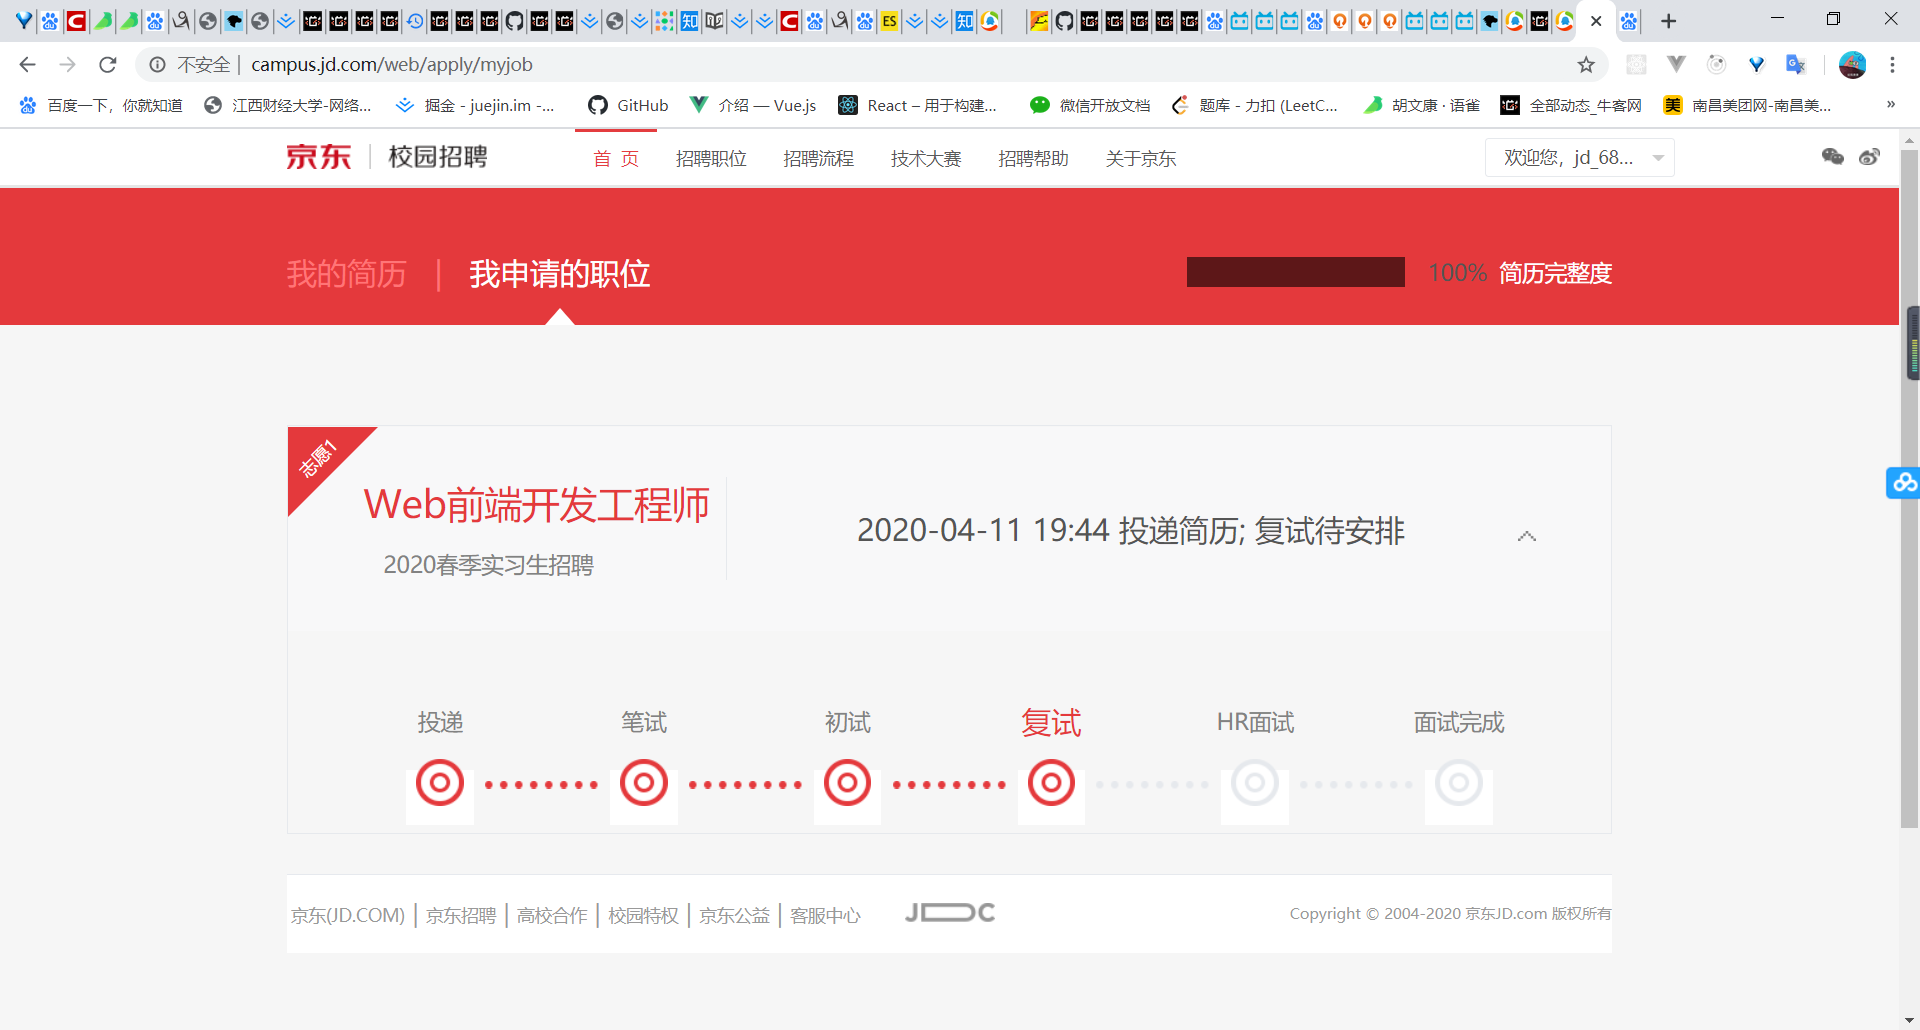 不安全 | campus.jd.com/web/apply/myjob
百度一下，你就知道 江西财经大学-网络... 掘金 - juejin.im -... GitHub 介绍 — Vue.js React – 用于构建... 微信开放文档 题库 - 力扣 (LeetC... 胡文康 · 语雀 全部动态_牛客网 南昌美团网-南昌美... »
京东 | 校园招聘 首 页 招聘职位 招聘流程 技术大赛 招聘帮助 关于京东 欢迎您，jd_68...
我的简历 | 我申请的职位 100% 简历完整度
志愿1
Web前端开发工程师
2020春季实习生招聘
2020-04-11 19:44 投递简历; 复试待安排
投递 笔试 初试 复试 HR面试 面试完成
京东(JD.COM) | 京东招聘 | 高校合作 | 校园特权 | 京东公益 | 客服中心 JDC Copyright © 2004-2020 京东JD.com 版权所有